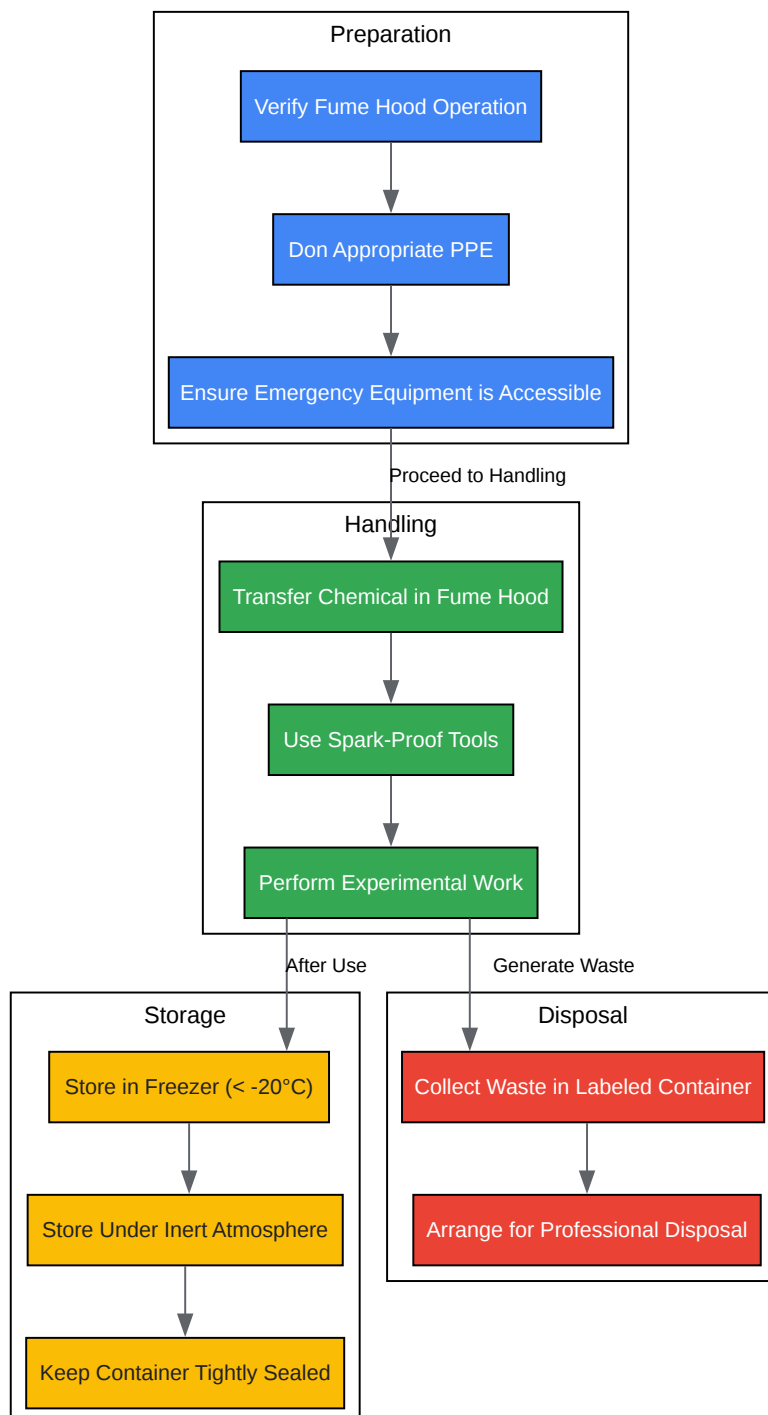 Preparation
Verify Fume Hood Operation
Don Appropriate PPE
Ensure Emergency Equipment is Accessible
Proceed to Handling
Handling
Transfer Chemical in Fume Hood
Use Spark-Proof Tools
Perform Experimental Work
After Use
Generate Waste
Storage
Store in Freezer (< -20°C)
Store Under Inert Atmosphere
Keep Container Tightly Sealed
Disposal
Collect Waste in Labeled Container
Arrange for Professional Disposal